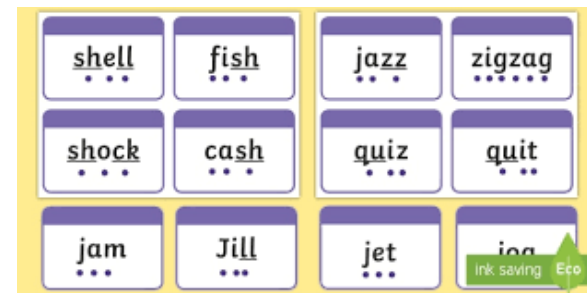 shell fish jazz zigzag
shock cash quiz quit
jam Jill jet
ink saving Eco